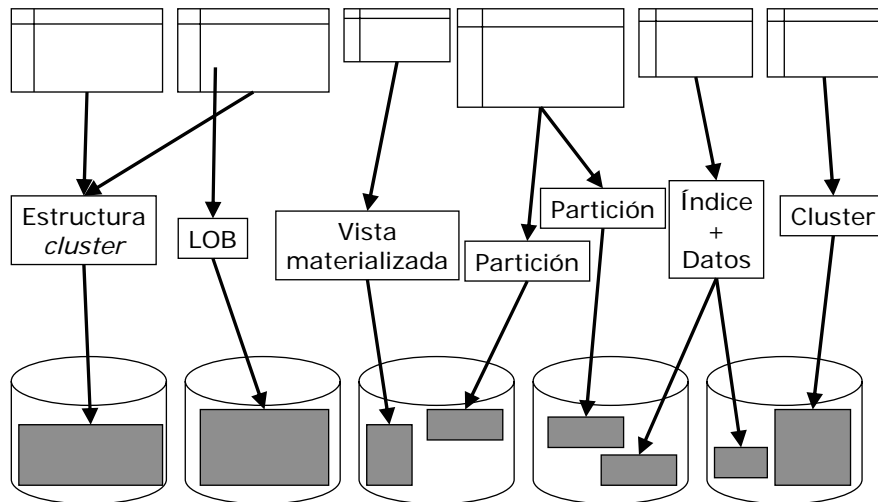 Estructura
cluster
LOB
Vista
materializada
Partición
Partición
Índice
+
Datos
Cluster